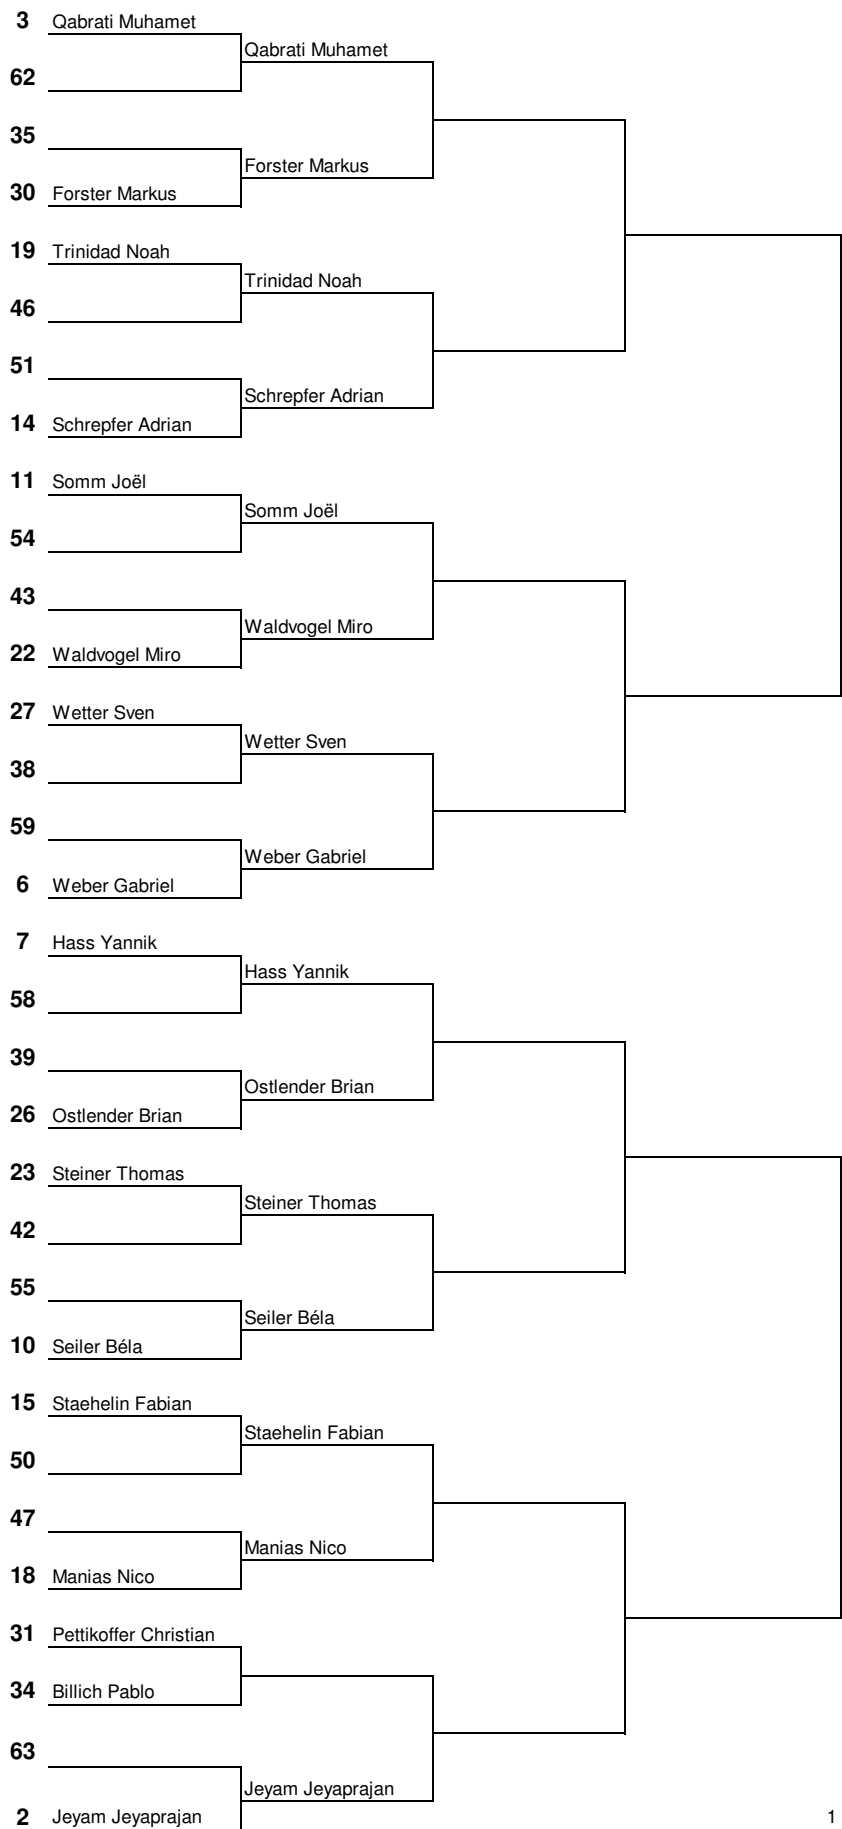 3 Qabrati Muhamet
Qabrati Muhamet
62
35
Forster Markus
30 Forster Markus
19 Trinidad Noah
Trinidad Noah
46
51
Schrepfer Adrian
14 Schrepfer Adrian
11 Somm Joël
Somm Joël
54
43
Waldvogel Miro
22 Waldvogel Miro
27 Wetter Sven
Wetter Sven
38
59
Weber Gabriel
6 Weber Gabriel
7 Hass Yannik
Hass Yannik
58
39
Ostlender Brian
26 Ostlender Brian
23 Steiner Thomas
Steiner Thomas
42
55
Seiler Béla
10 Seiler Béla
15 Staehelin Fabian
Staehelin Fabian
50
47
Manias Nico
18 Manias Nico
31 Pettikoffer Christian
34 Billich Pablo
63
Jeyam Jeyaprajan
2 Jeyam Jeyaprajan
1